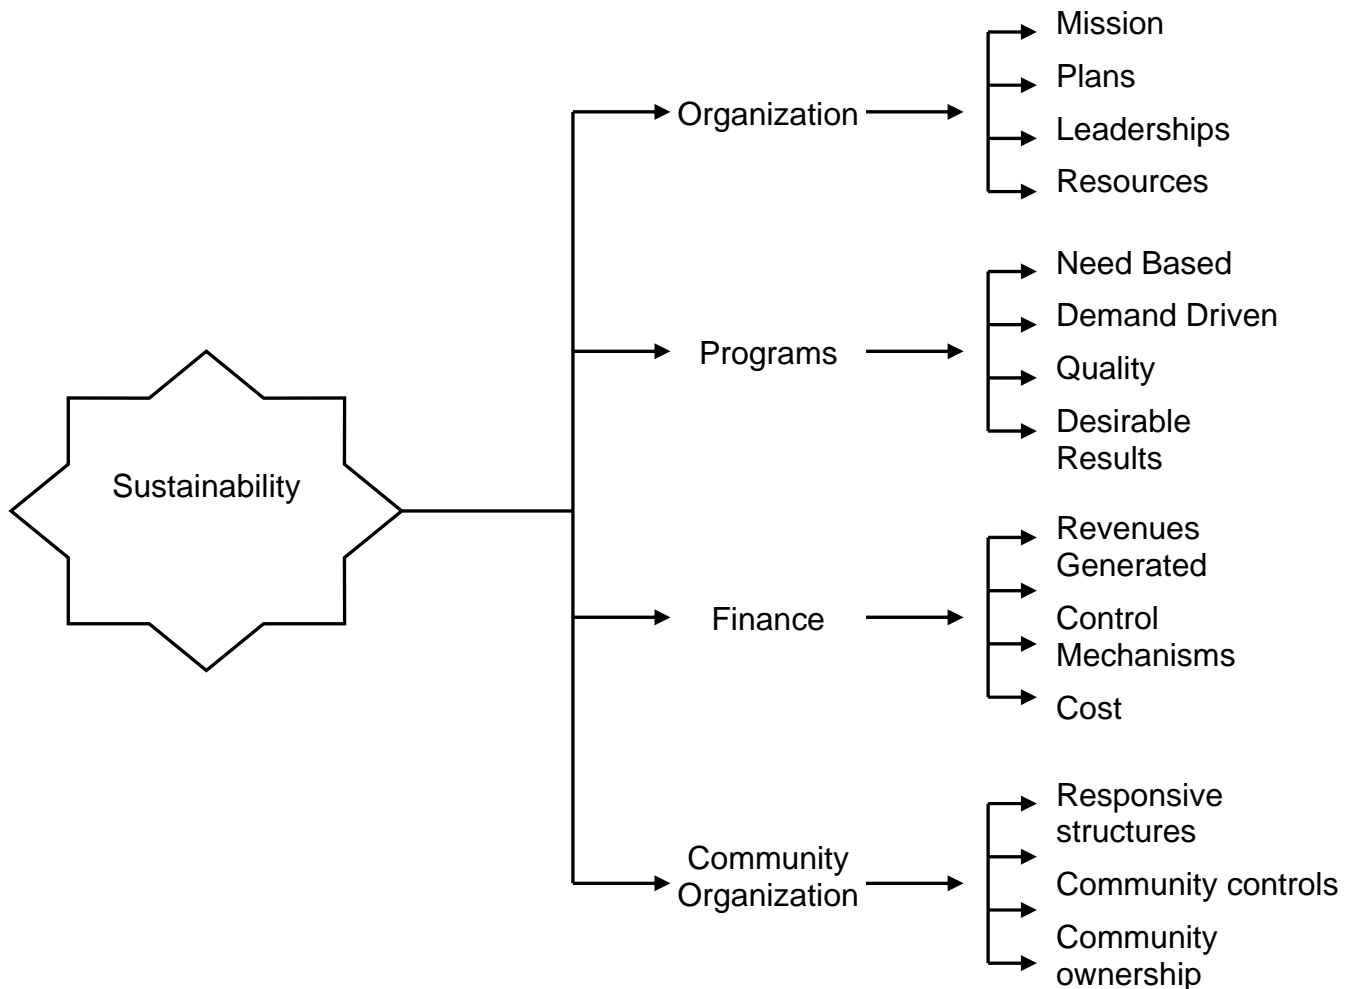 Sustainability
Organization
Mission
Plans
Leaderships
Resources
Programs
Need Based
Demand Driven
Quality
Desirable
Results
Finance
Revenues
Generated
Control
Mechanisms
Cost
Community
Organization
Responsive
structures
Community controls
Community
ownership